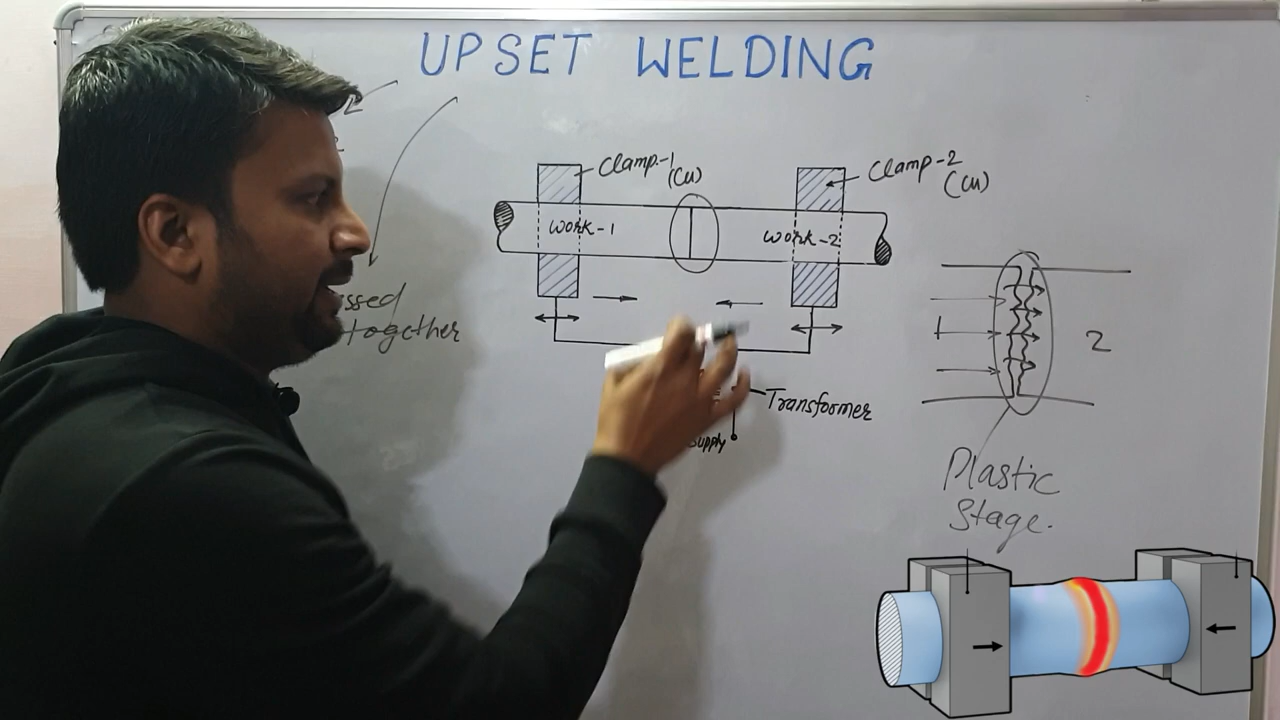 UPSET WELDING
Clamp-1
(Cu)
Clamp-2
(Cu)
WORK-1
WORK-2
ssed
together
Transformer
Supply
1
2
Plastic
Stage.